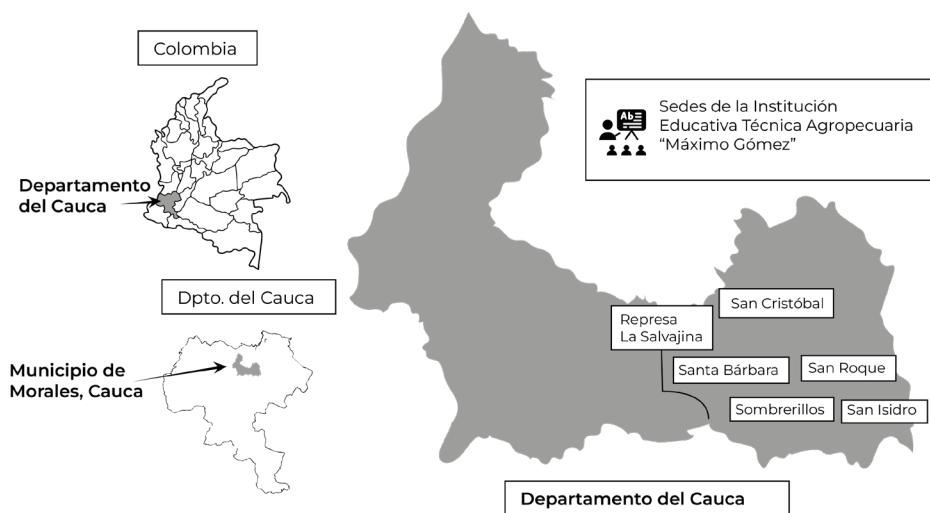 Colombia
Departamento
del Cauca
Dpto. del Cauca
Municipio de
Morales, Cauca
Ab
Sedes de la Institución
Educativa Técnica Agropecuaria
“Máximo Gómez”
San Cristóbal
Represa
La Salvajina
Santa Bárbara
San Roque
Sombrerillos
San Isidro
Departamento del Cauca